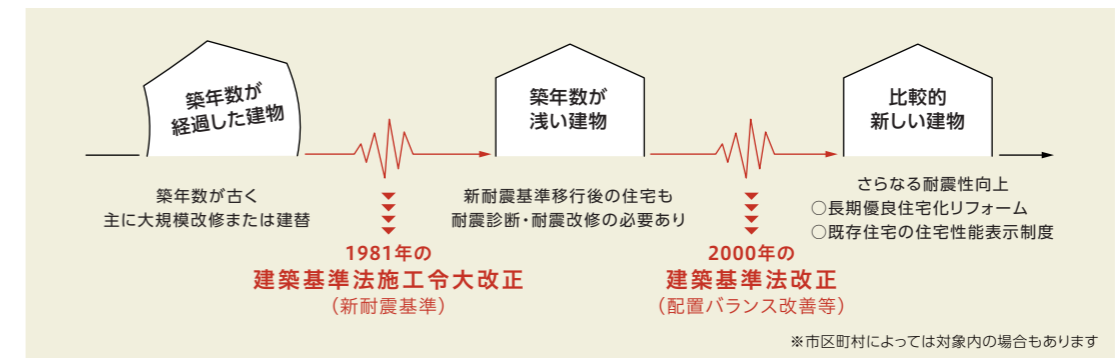 築年数が
経過した建物
築年数が
浅い建物
比較的
新しい建物
築年数が古く
主に大規模改修または建替
新耐震基準移行後の住宅も
耐震診断・耐震改修の必要あり
さらなる耐震性向上
○長期優良住宅化リフォーム
○既存住宅の住宅性能表示制度
1981年の
建築基準法施工令大改正
（新耐震基準）
2000年の
建築基準法改正
（配置バランス改善等）
※市区町村によっては対象内の場合もあります